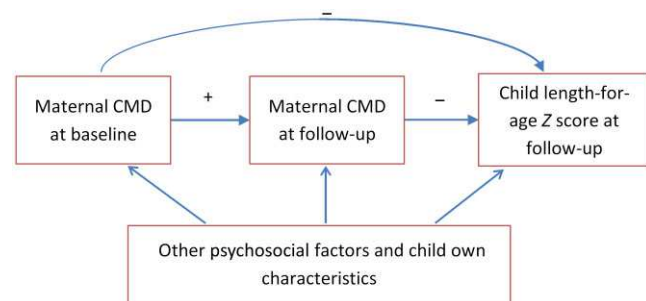 –
Maternal CMD
at baseline
+
Maternal CMD
at follow-up
–
Child length-for-
age Z score at
follow-up
Other psychosocial factors and child own
characteristics